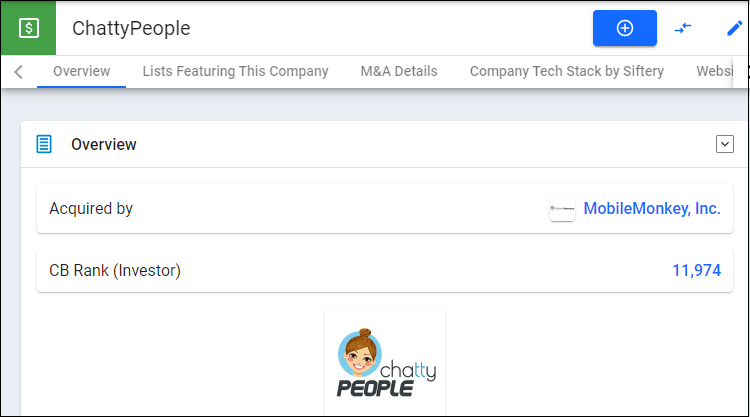 ChattyPeople
Overview Lists Featuring This Company M&A Details Company Tech Stack by Siftery Websi
Overview
Acquired by MobileMonkey, Inc.
CB Rank (Investor) 11,974
chatty
PEOPLE